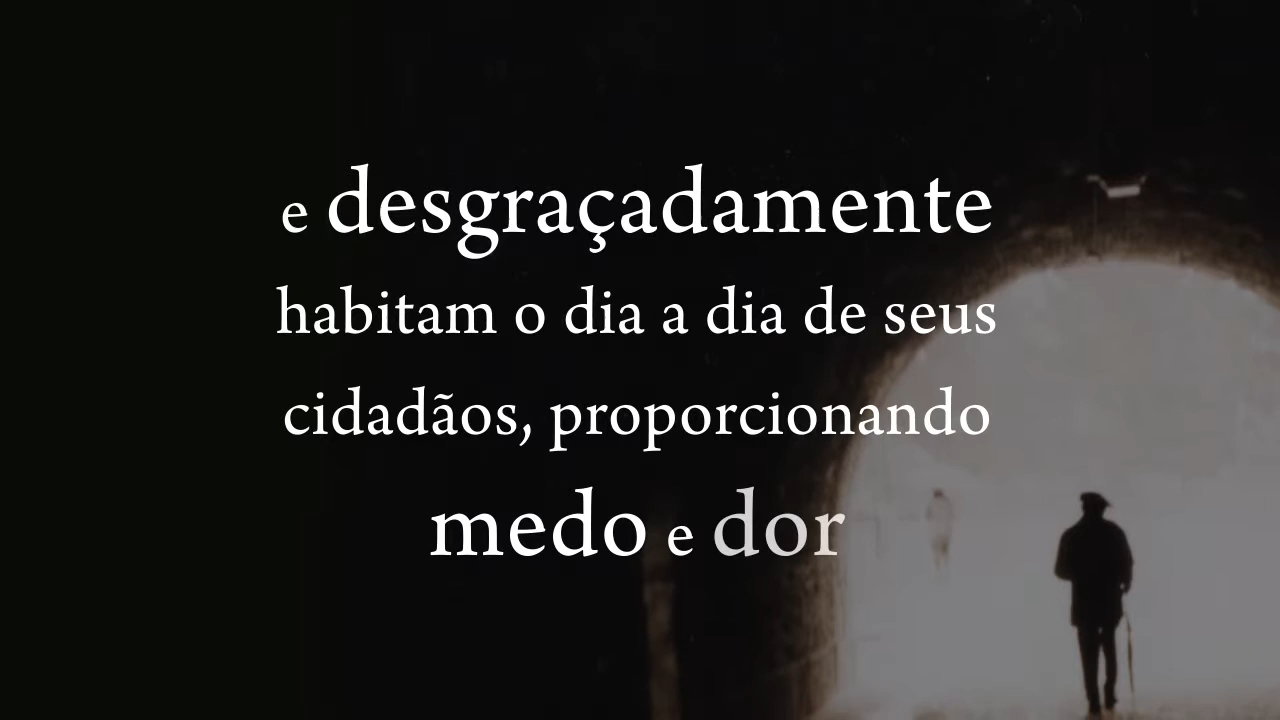 e desgraçadamente
habitam o dia a dia de seus
cidadãos, proporcionando
medo e dor